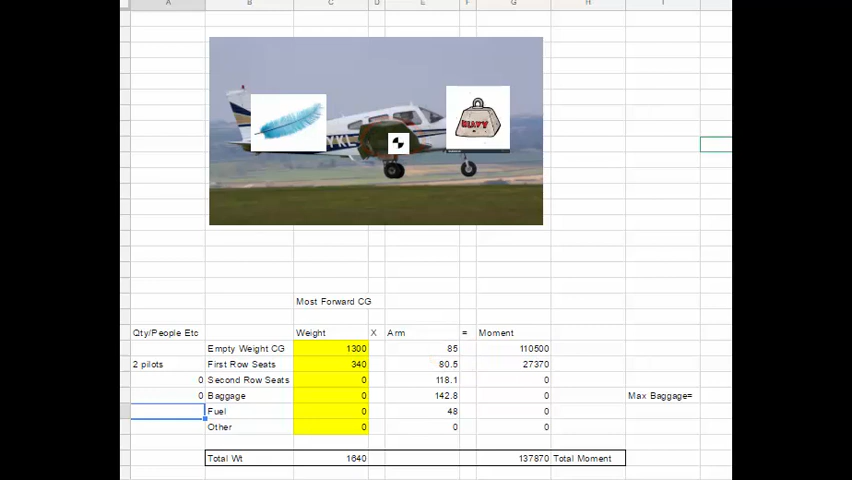 A B C D E F G H I
YKL
HEAVY
Most Forward CG
Qty/People Etc Weight X Arm = Moment
Empty Weight CG 1300 85 110500
2 pilots First Row Seats 340 80.5 27370
0 Second Row Seats 0 118.1 0
0 Baggage 0 142.8 0 Max Baggage=
Fuel 0 48 0
Other 0 0 0
Total Wt 1640 137870 Total Moment